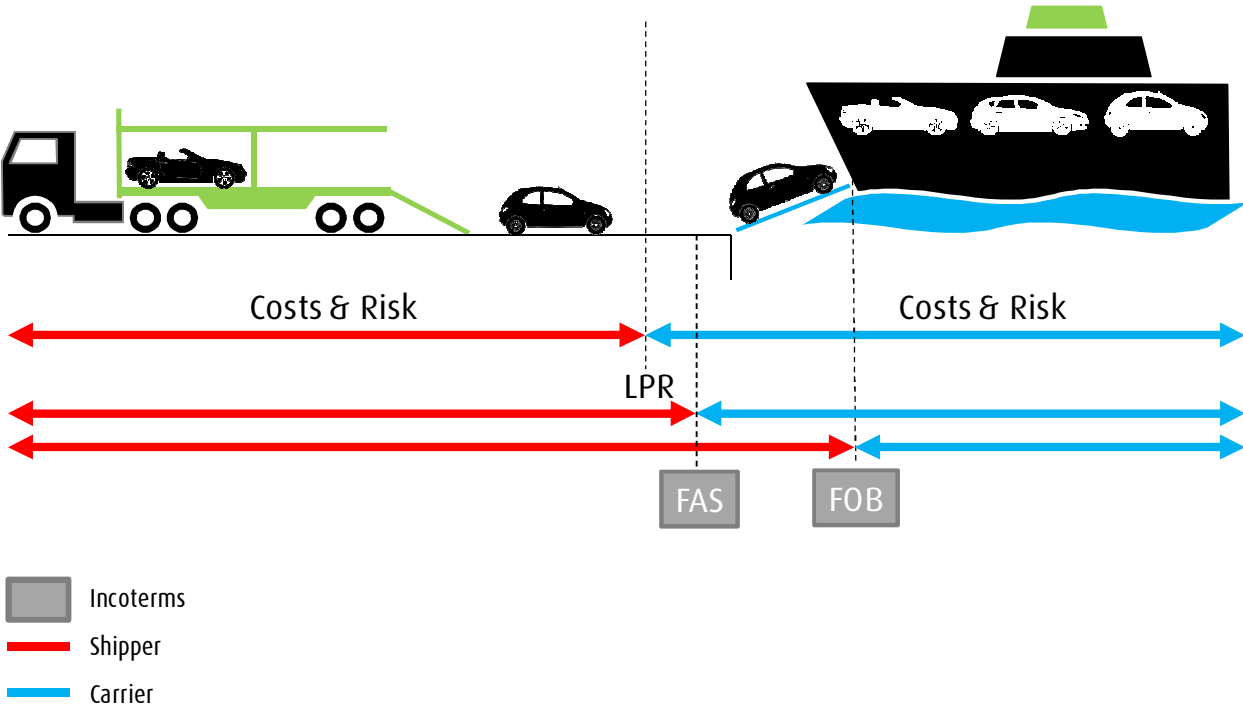 Costs & Risk
Costs & Risk
LPR
FAS
FOB
Incoterms
Shipper
Carrier